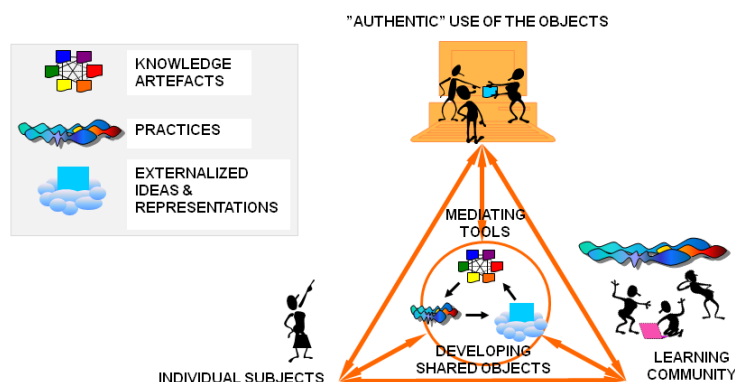 ”AUTHENTIC” USE OF THE OBJECTS
KNOWLEDGE
ARTEFACTS
PRACTICES
EXTERNALIZED
IDEAS &
REPRESENTATIONS
MEDIATING
TOOLS
DEVELOPING
SHARED OBJECTS
INDIVIDUAL SUBJECTS
LEARNING
COMMUNITY